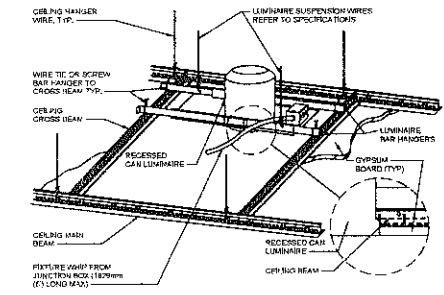 CEILING HANGER
WIRE, TYP.
LUMINAIRE SUSPENSION WIRES
REFER TO SPECIFICATIONS
WIRE TIE OR SCREW
BAR HANGER TO
CROSS BEAM TYP.
CEILING
CROSS BEAM
RECESSED
CAN LUMINAIRE
LUMINAIRE
BAR HANGERS
GYPSUM
BOARD (TYP)
CEILING MAIN
BEAM
RECESSED CAN
LUMINAIRE
CEILING BEAM
FIXTURE WHIP FROM
JUNCTION BOX (1829mm
(6') LONG MAX)